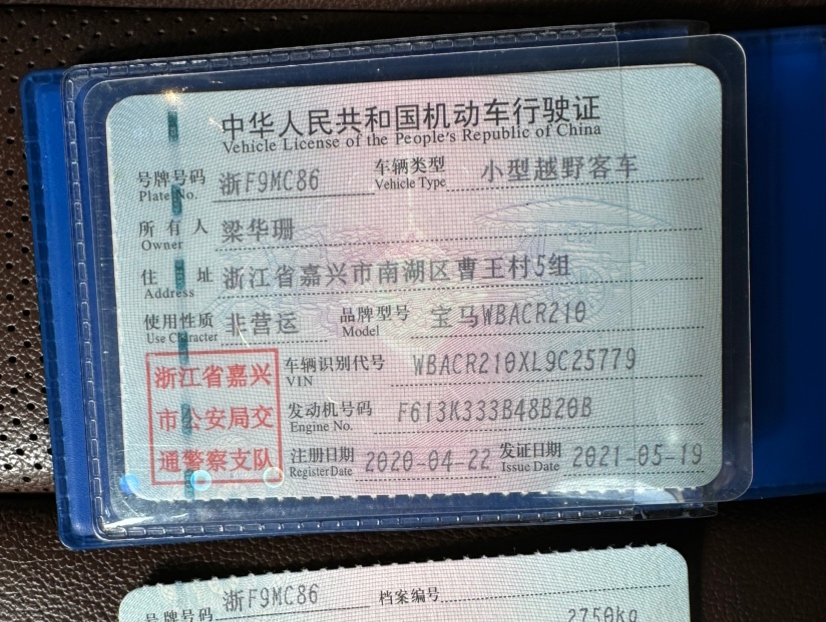 中华人民共和国机动车行驶证
Vehicle License of the People's Republic of China
号牌号码 浙F9MC86 车辆类型 小型越野客车
Plate No. Vehicle Type
所有人 梁华珊
Owner
住址 浙江省嘉兴市南湖区曹王村5组
Address
使用性质 非营运 品牌型号 宝马WBACR210
Use Character Model
浙江省嘉兴市公安局交通警察支队
车辆识别代号 WBACR210XL9C25779
VIN
发动机号码 F613K333B48B20B
Engine No.
注册日期 2020-04-22 发证日期 2021-05-19
Register Date Issue Date
号牌号码 浙F9MC86 档案编号
2750kg